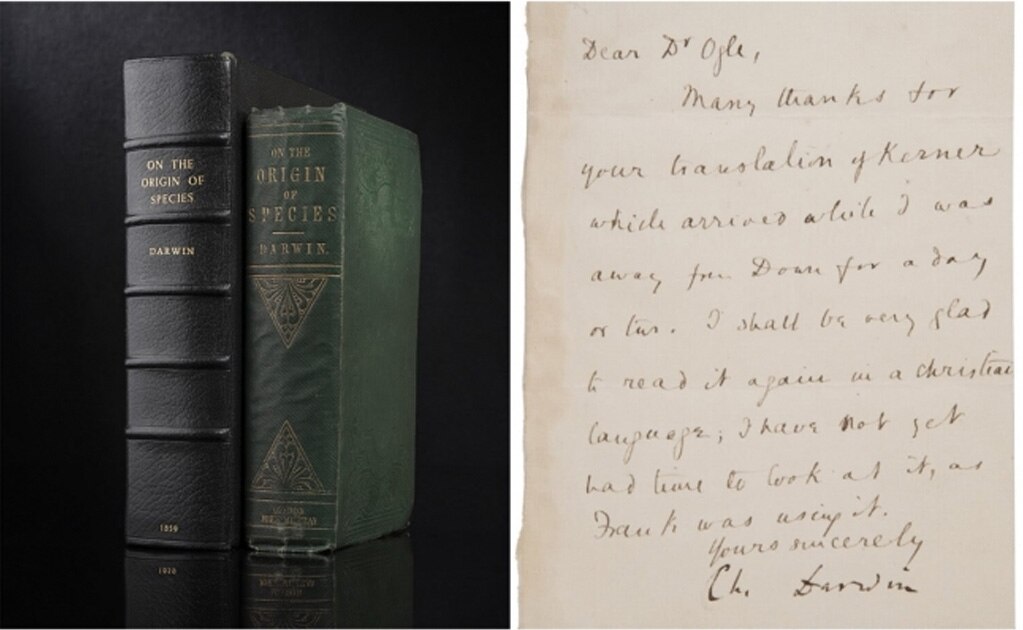 ON THE
ORIGIN OF
SPECIES
DARWIN
1859
ON THE
ORIGIN
OF
SPECIES
DARWIN.
LONDON
Dear Dr Ogle,
Many thanks for
your translation of Kerner
which arrived while I was
away from Down for a day
or two. I shall be very glad
to read it again in a christian
language; I have not yet
had time to look at it, as
Frank was using it.
Yours sincerely
Ch. Darwin